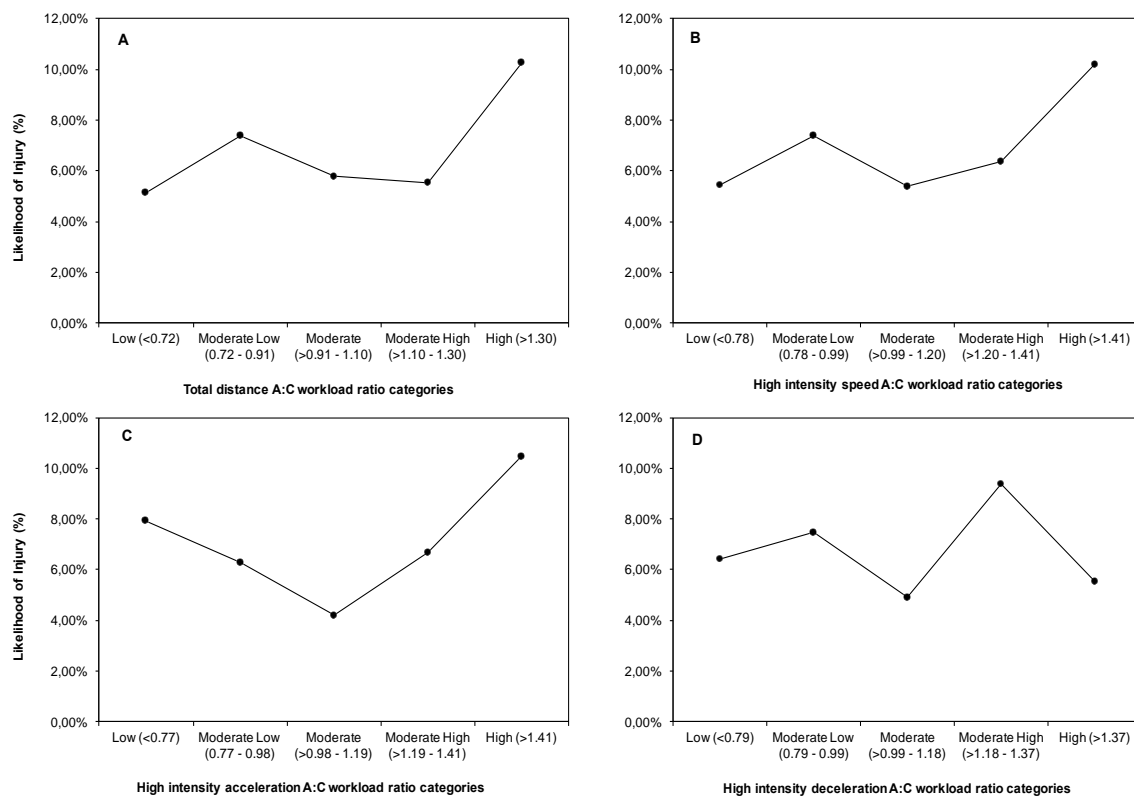 A
Likelihood of Injury (%)
12,00%
10,00%
8,00%
6,00%
4,00%
2,00%
0,00%
Low (<0.72) Moderate Low Moderate Moderate High High (>1.30)
(0.72 - 0.91) (>0.91 - 1.10) (>1.10 - 1.30)
Total distance A:C workload ratio categories
B
12,00%
10,00%
8,00%
6,00%
4,00%
2,00%
0,00%
Low (<0.78) Moderate Low Moderate Moderate High High (>1.41)
(0.78 - 0.99) (>0.99 - 1.20) (>1.20 - 1.41)
High intensity speed A:C workload ratio categories
C
Likelihood of Injury (%)
12,00%
10,00%
8,00%
6,00%
4,00%
2,00%
0,00%
Low (<0.77) Moderate Low Moderate Moderate High High (>1.41)
(0.77 - 0.98) (>0.98 - 1.19) (>1.19 - 1.41)
High intensity acceleration A:C workload ratio categories
D
12,00%
10,00%
8,00%
6,00%
4,00%
2,00%
0,00%
Low (<0.79) Moderate Low Moderate Moderate High High (>1.37)
(0.79 - 0.99) (>0.99 - 1.18) (>1.18 - 1.37)
High intensity deceleration A:C workload ratio categories